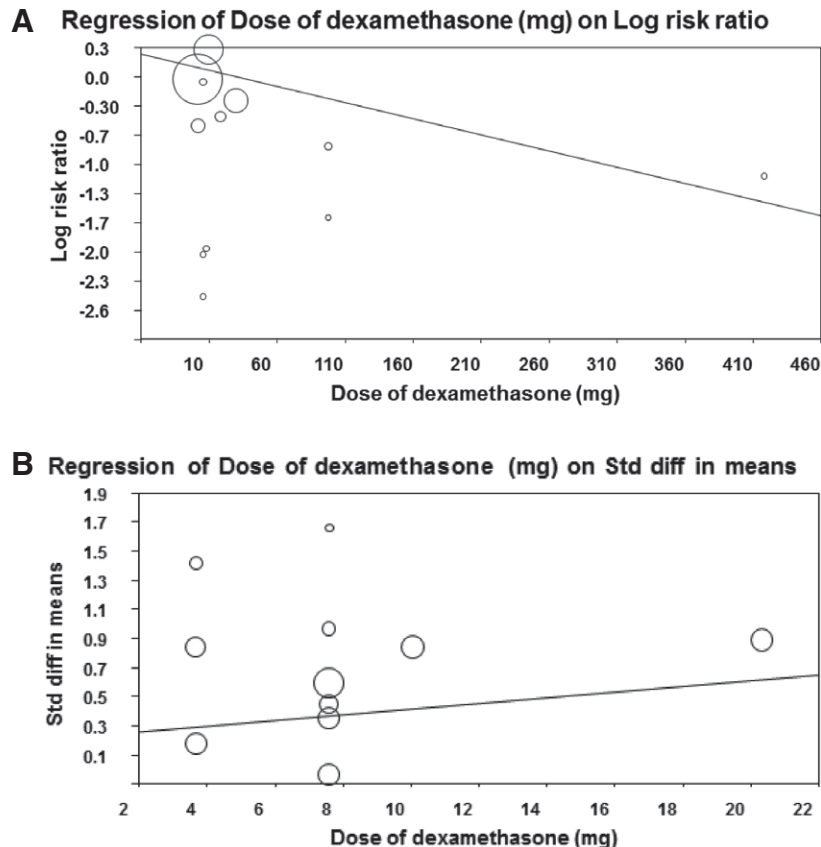 A Regression of Dose of dexamethasone (mg) on Log risk ratio
0.3
0.0
-0.30
-0.7
-1.0
-1.3
-1.7
-2.0
-2.3
-2.6
Log risk ratio
10 60 110 160 210 260 310 360 410 460
Dose of dexamethasone (mg)
B Regression of Dose of dexamethasone (mg) on Std diff in means
1.9
1.7
1.5
1.3
1.1
0.9
0.7
0.5
0.3
0.1
Std diff in means
2 4 6 8 10 12 14 16 18 20 22
Dose of dexamethasone (mg)